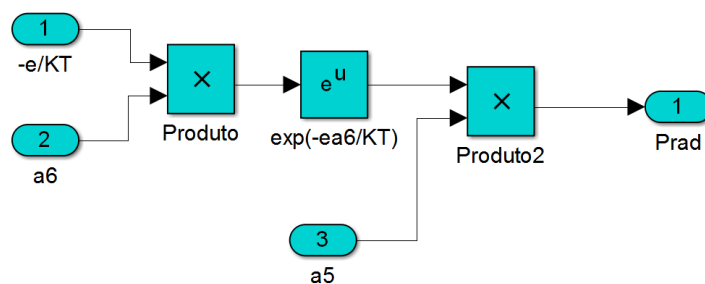 1
-e/KT
2
a6
×
Produto
e^u
exp(-ea6/KT)
×
Produto2
1
Prad
3
a5